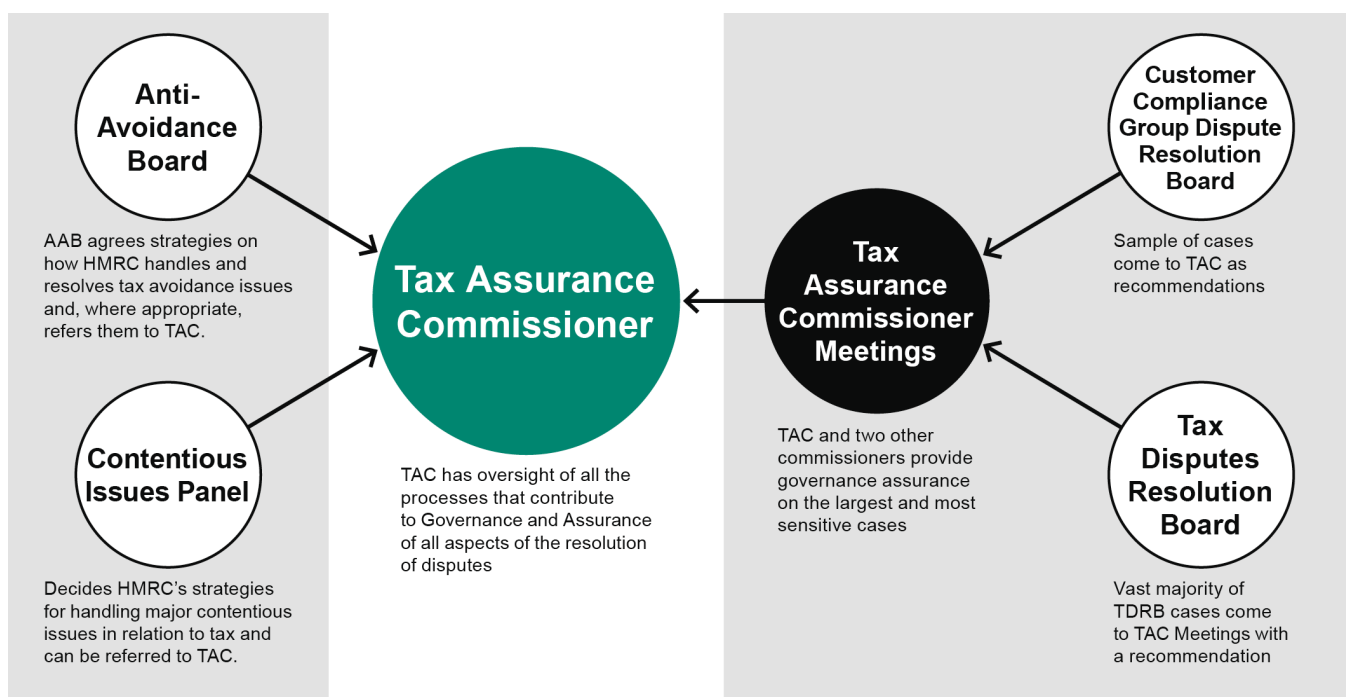 Anti-
Avoidance
Board
AAB agrees strategies on
how HMRC handles and
resolves tax avoidance issues
and, where appropriate,
refers them to TAC.
Contentious
Issues Panel
Decides HMRC’s strategies
for handling major contentious
issues in relation to tax and
can be referred to TAC.
Tax Assurance
Commissioner
TAC has oversight of all the
processes that contribute
to Governance and Assurance
of all aspects of the resolution
of disputes
Tax
Assurance
Commissioner
Meetings
TAC and two other
commissioners provide
governance assurance
on the largest and most
sensitive cases
Customer
Compliance
Group Dispute
Resolution
Board
Sample of cases
come to TAC as
recommendations
Tax
Disputes
Resolution
Board
Vast majority of
TDRB cases come
to TAC Meetings with
a recommendation